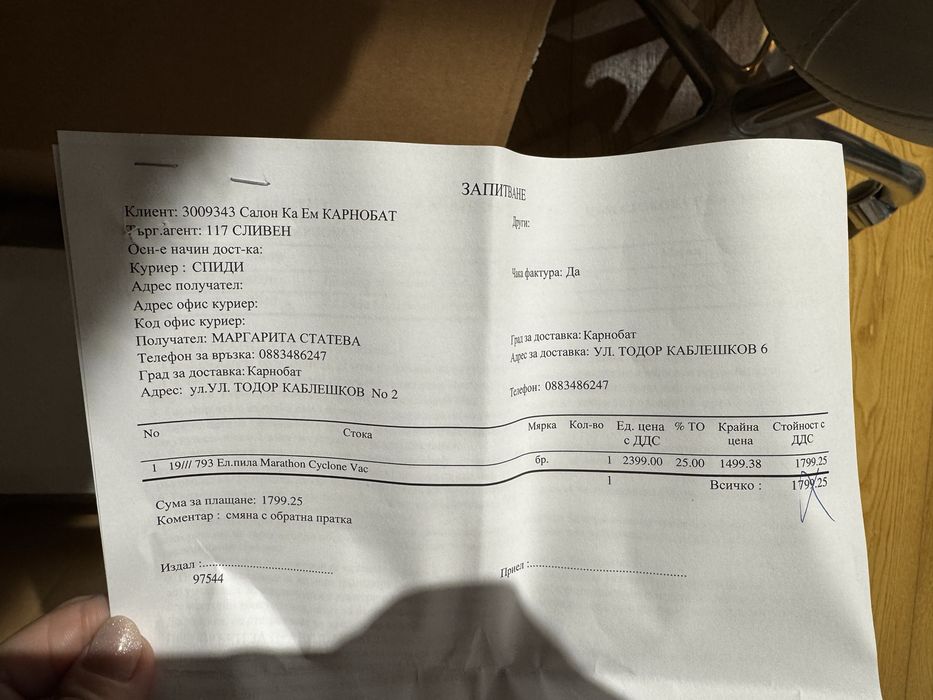 ЗАПИТВАНЕ
Клиент: 3009343 Салон Ка Ем КАРНОБАТ
Други:
Търг.агент: 117 СЛИВЕН
Осн-е начин дост-ка:
Куриер : СПИДИ
Чака фактура: Да
Адрес получател:
Адрес офис куриер:
Код офис куриер:
Получател: МАРГАРИТА СТАТЕВА
Град за доставка: Карнобат
Телефон за връзка: 0883486247
Адрес за доставка: УЛ. ТОДОР КАБЛЕШКОВ 6
Град за доставка: Карнобат
Адрес: ул.УЛ. ТОДОР КАБЛЕШКОВ No 2
Телефон: 0883486247
No Стока Мярка Кол-во Ед. цена с ДДС % ТО Крайна цена Стойност с ДДС
1 19/// 793 Ел.пила Marathon Cyclone Vac бр. 1 2399.00 25.00 1499.38 1799.25
1 Всичко : 1799.25
Сума за плащане: 1799.25
Коментар : смяна с обратна пратка
Издал :.................................... Приел :............................................
97544